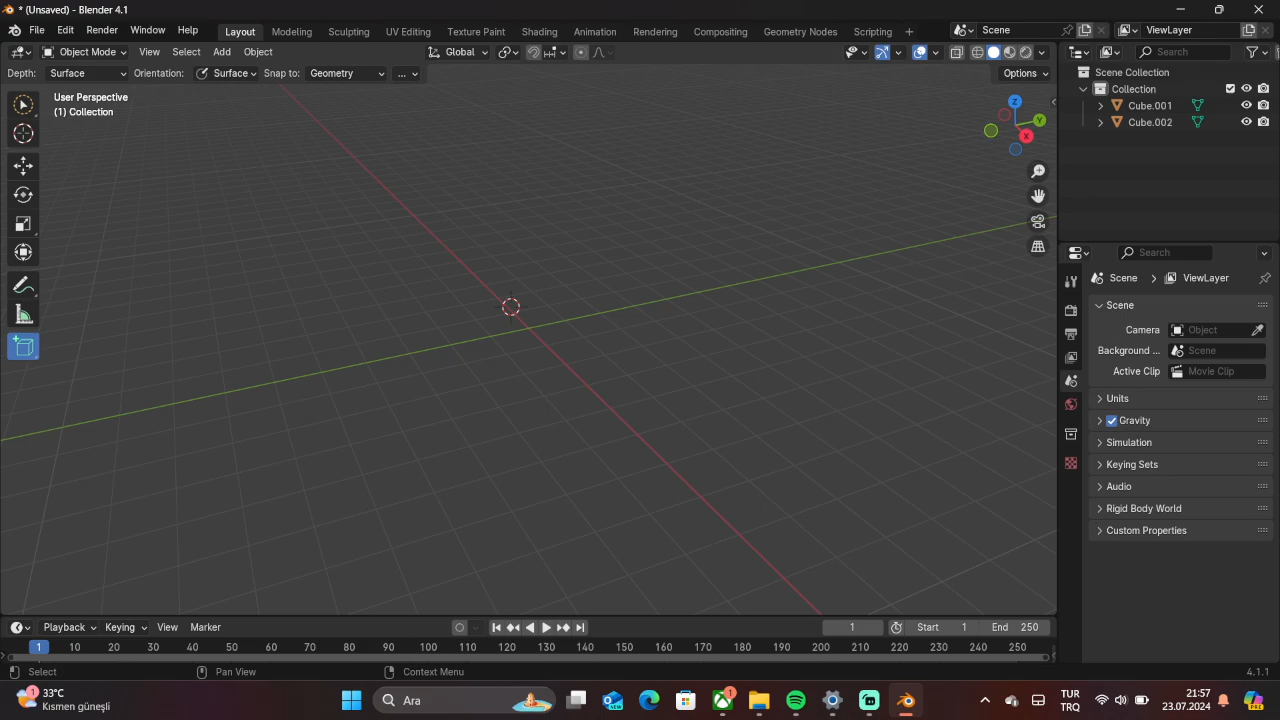 * (Unsaved) - Blender 4.1
File Edit Render Window Help Layout Modeling Sculpting UV Editing Texture Paint Shading Animation Rendering Compositing Geometry Nodes Scripting + Scene ViewLayer
Object Mode View Select Add Object Global Search
Depth: Surface Orientation: Surface Snap to: Geometry ... Options
User Perspective
(1) Collection
Z
Y
X
Scene Collection
Collection
Cube.001
Cube.002
Search
Scene > ViewLayer
Scene
Camera Object
Background ... Scene
Active Clip Movie Clip
Units
Gravity
Simulation
Keying Sets
Audio
Rigid Body World
Custom Properties
Playback Keying View Marker 1 Start 1 End 250
1 10 20 30 40 50 60 70 80 90 100 110 120 130 140 150 160 170 180 190 200 210 220 230 240 250
Select Pan View Context Menu 4.1.1
1 33°C
Kısmen güneşli
Ara
NEW
1
TUR
TRQ
21:57
23.07.2024
PRE